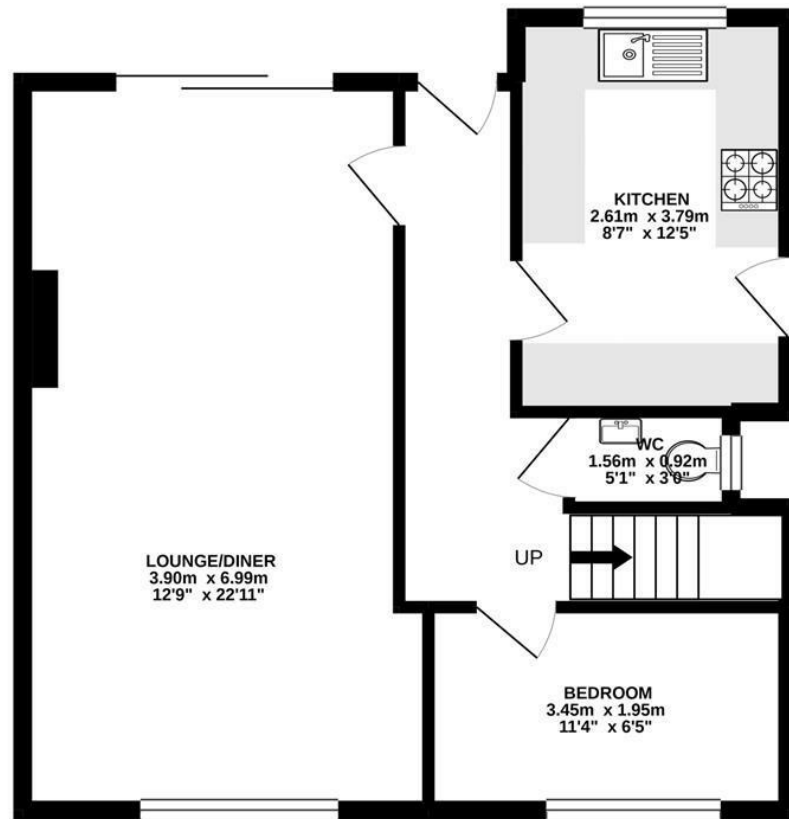 KITCHEN
2.61m x 3.79m
8'7" x 12'5"
WC
1.56m x 0.92m
5'1" x 3'0"
UP
LOUNGE/DINER
3.90m x 6.99m
12'9" x 22'11"
BEDROOM
3.45m x 1.95m
11'4" x 6'5"